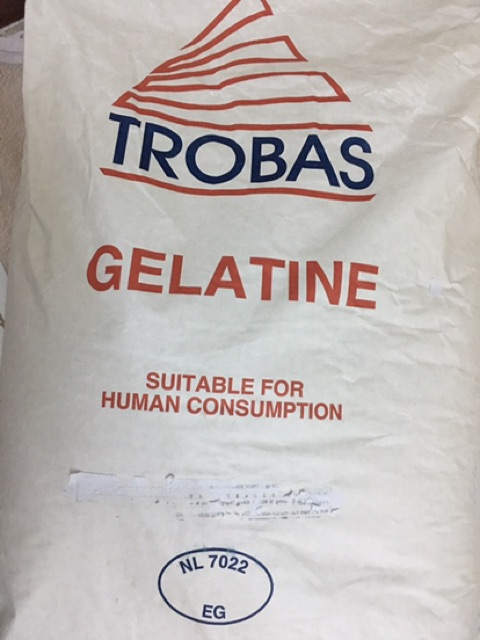 TROBAS
GELATINE
SUITABLE FOR
HUMAN CONSUMPTION
NL 7022
EG